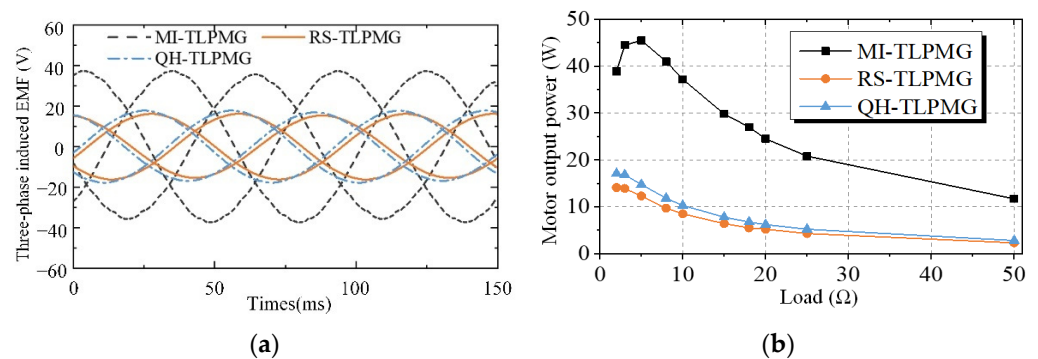 Three-phase induced EMF (V)
60
40
20
0
−20
−40
−60
MI-TLPMG
RS-TLPMG
QH-TLPMG
0
50
100
150
Times(ms)
(a)
Motor output power (W)
50
40
30
20
10
0
MI-TLPMG
RS-TLPMG
QH-TLPMG
0
10
20
30
40
50
Load (Ω)
(b)